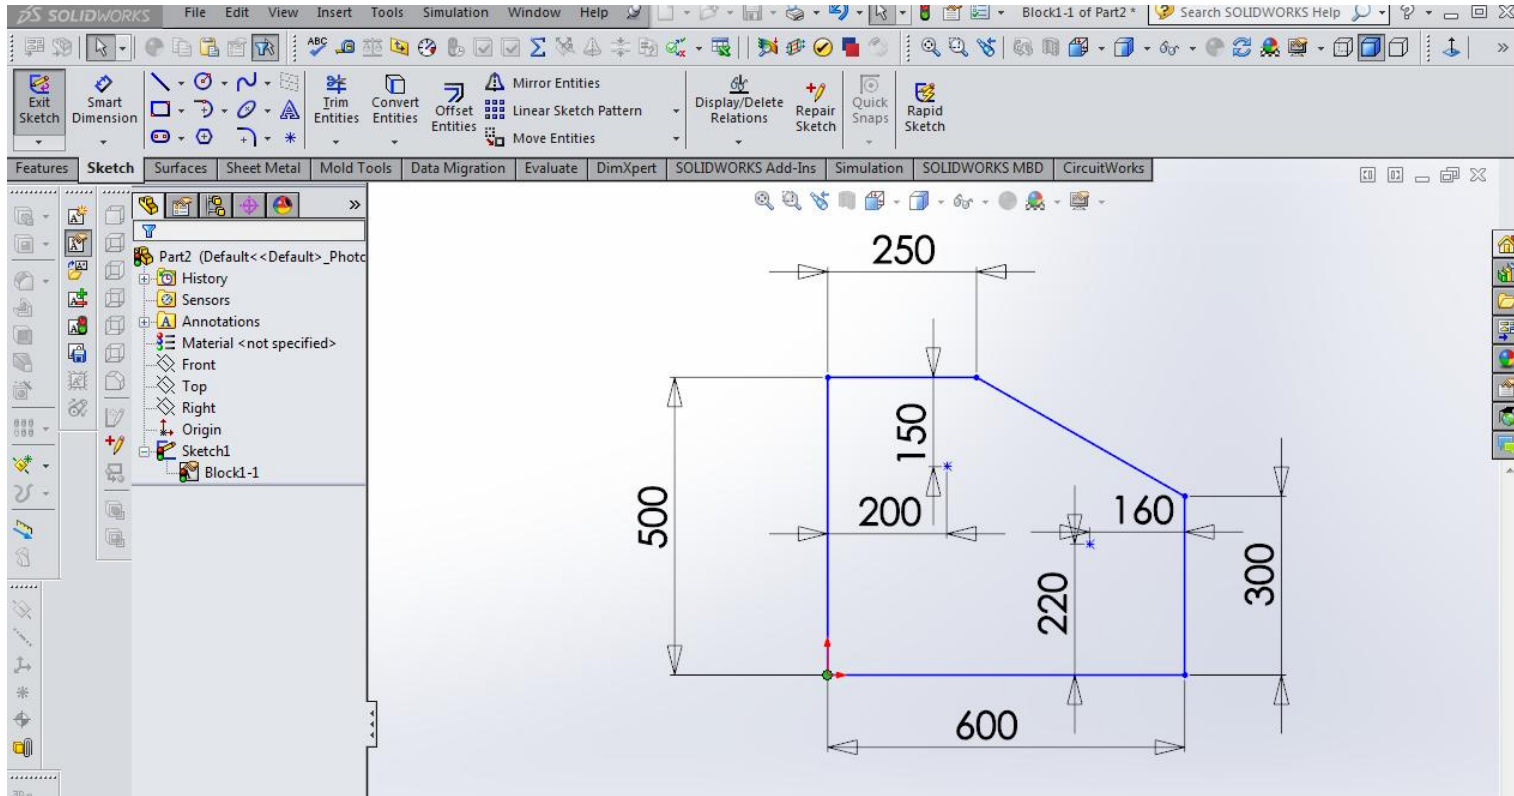 SOLIDWORKS File Edit View Insert Tools Simulation Window Help Block1-1 of Part2 * Search SOLIDWORKS Help
ABC
Exit Sketch
Smart Dimension
Trim Entities
Convert Entities
Offset Entities
Mirror Entities
Linear Sketch Pattern
Move Entities
Display/Delete Relations
Repair Sketch
Quick Snaps
Rapid Sketch
Features Sketch Surfaces Sheet Metal Mold Tools Data Migration Evaluate DimXpert SOLIDWORKS Add-Ins Simulation SOLIDWORKS MBD CircuitWorks
Part2 (Default<<Default>_Photo
History
Sensors
Annotations
Material <not specified>
Front
Top
Right
Origin
Sketch1
Block1-1
250
150
500
200
160
220
300
600